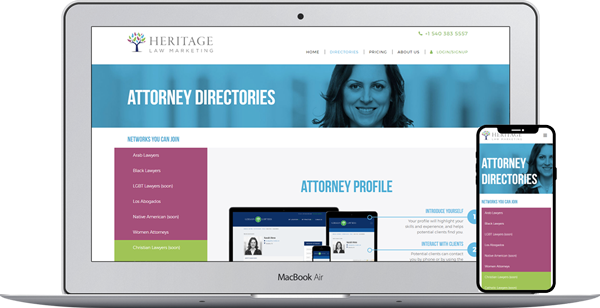 HERITAGE
LAW MARKETING
+1 540 383 5557
HOME DIRECTORIES PRICING ABOUT US LOGIN/SIGNUP
ATTORNEY DIRECTORIES
NETWORKS YOU CAN JOIN
Arab Lawyers
Black Lawyers
LGBT Lawyers (soon)
Los Abogados
Native American (soon)
Women Attorneys
Christian Lawyers (soon)
ATTORNEY PROFILE
INTRODUCE YOURSELF
1
Your profile will highlight your
skills and experience, and helps
potential clients find you.
INTERACT WITH CLIENTS
2
Potential clients can contact
you by phone or by using the
MacBook Air
HERITAGE
LAW MARKETING
ATTORNEY
DIRECTORIES
NETWORKS YOU CAN JOIN
Arab Lawyers
Black Lawyers
LGBT Lawyers (soon)
Los Abogados
Native American (soon)
Women Attorneys
Christian Lawyers (soon)